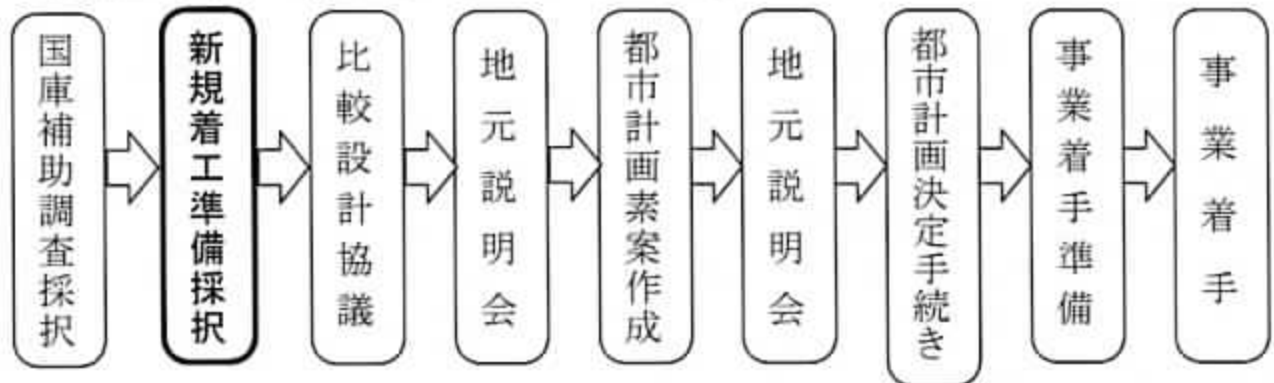 国庫補助調査採択
新規着工準備採択
比較設計協議
地元説明会
都市計画素案作成
地元説明会
都市計画決定手続き
事業着手準備
事業着手